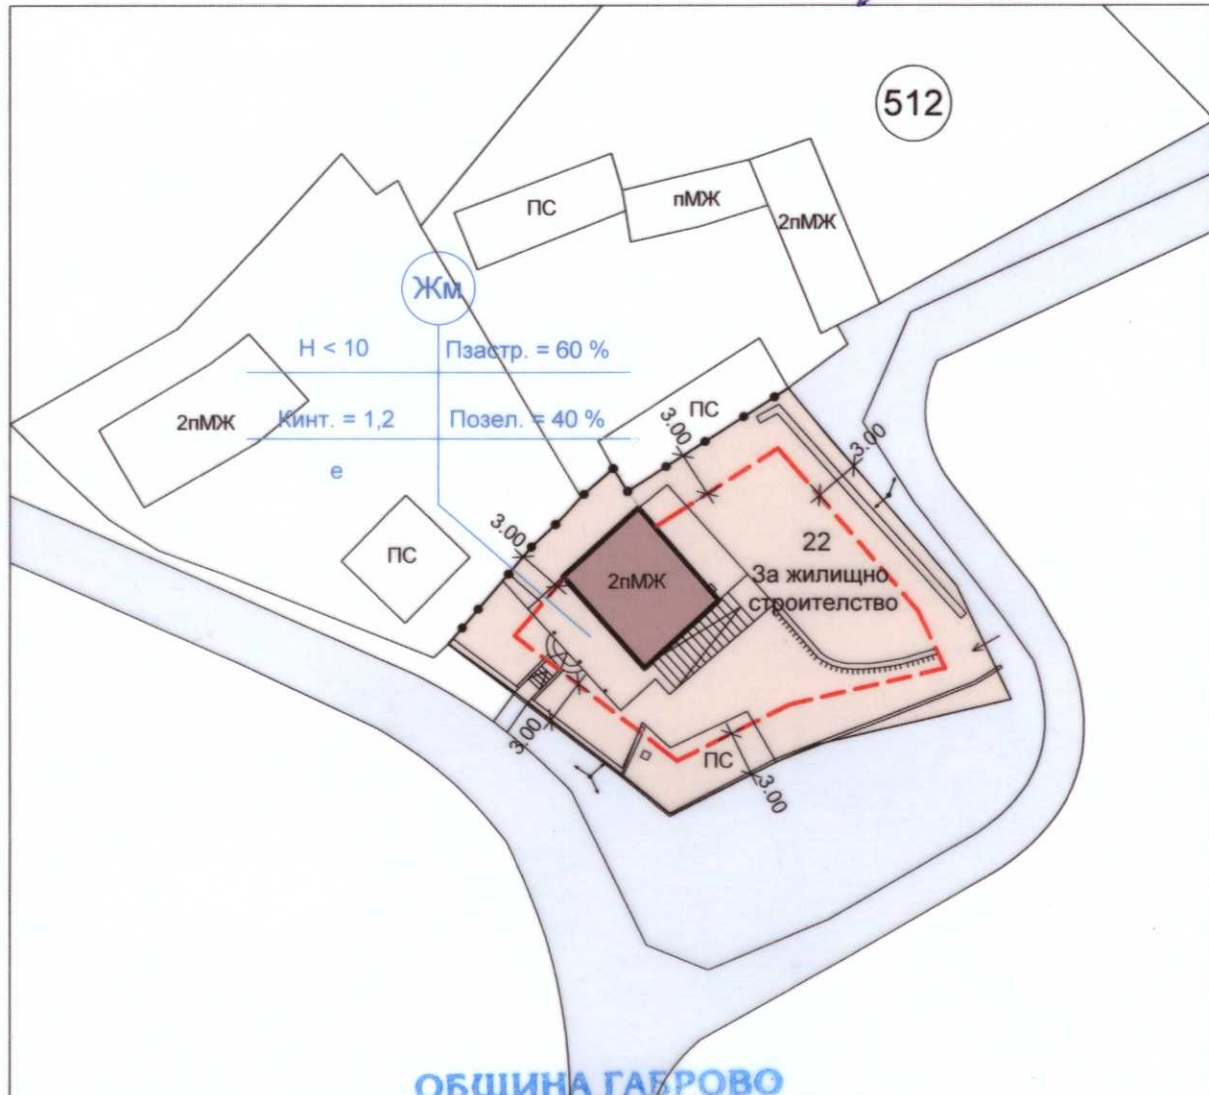 512
ПС
пМЖ
2пМЖ
Жм
H < 10
Пзастр. = 60 %
Кинт. = 1,2
Позел. = 40 %
е
2пМЖ
ПС
3.00
3.00
3.00
ПС
2пМЖ
22
За жилищно
строителство
3.00
ПС
3.00
ОБЩИНА ГАБРОВО